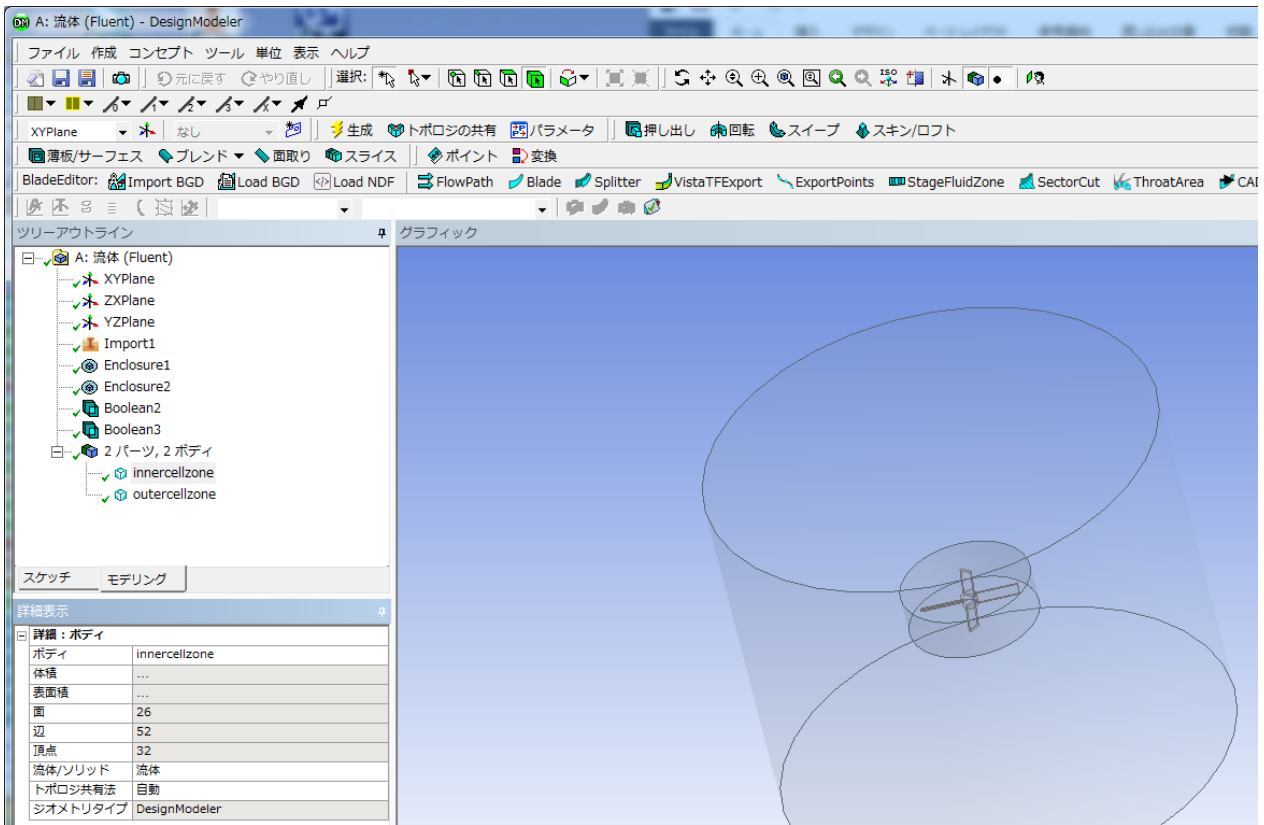 A: 流体 (Fluent) - DesignModeler
ファイル 作成 コンセプト ツール 単位 表示 ヘルプ
元に戻す やり直し 選択: ISO
XYPlane なし 生成 トポロジの共有 パラメータ 押し出し 回転 スイープ スキン/ロフト
薄板/サーフェス ブレンド 面取り スライス ポイント 変換
BladeEditor: Import BGD Load BGD Load NDF FlowPath Blade Splitter VistaTFExport ExportPoints StageFluidZone SectorCut ThroatArea CAD
ツリーアウトライン グラフィック
A: 流体 (Fluent)
XYPlane
ZXPlane
YZPlane
Import1
Enclosure1
Enclosure2
Boolean2
Boolean3
2 パーツ, 2 ボディ
innercellzone
outercellzone
スケッチ モデリング
詳細表示
詳細：ボディ
ボディ innercellzone
体積 ...
表面積 ...
面 26
辺 52
頂点 32
流体/ソリッド 流体
トポロジ共有法 自動
ジオメトリタイプ DesignModeler